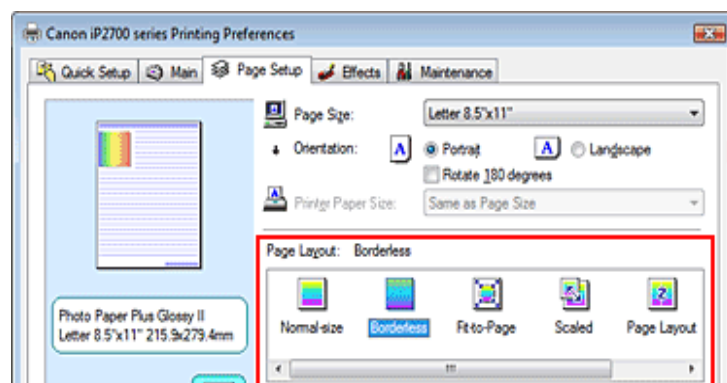 Canon iP2700 series Printing Preferences
Quick Setup Main Page Setup Effects Maintenance
Page Size: Letter 8.5"x11"
Orientation: A Portrait A Landscape
Rotate 180 degrees
Printer Paper Size: Same as Page Size
Page Layout: Borderless
Normal-size Borderless Fit-to-Page Scaled Page Layout
Photo Paper Plus Glossy II
Letter 8.5"x11" 215.9x279.4mm